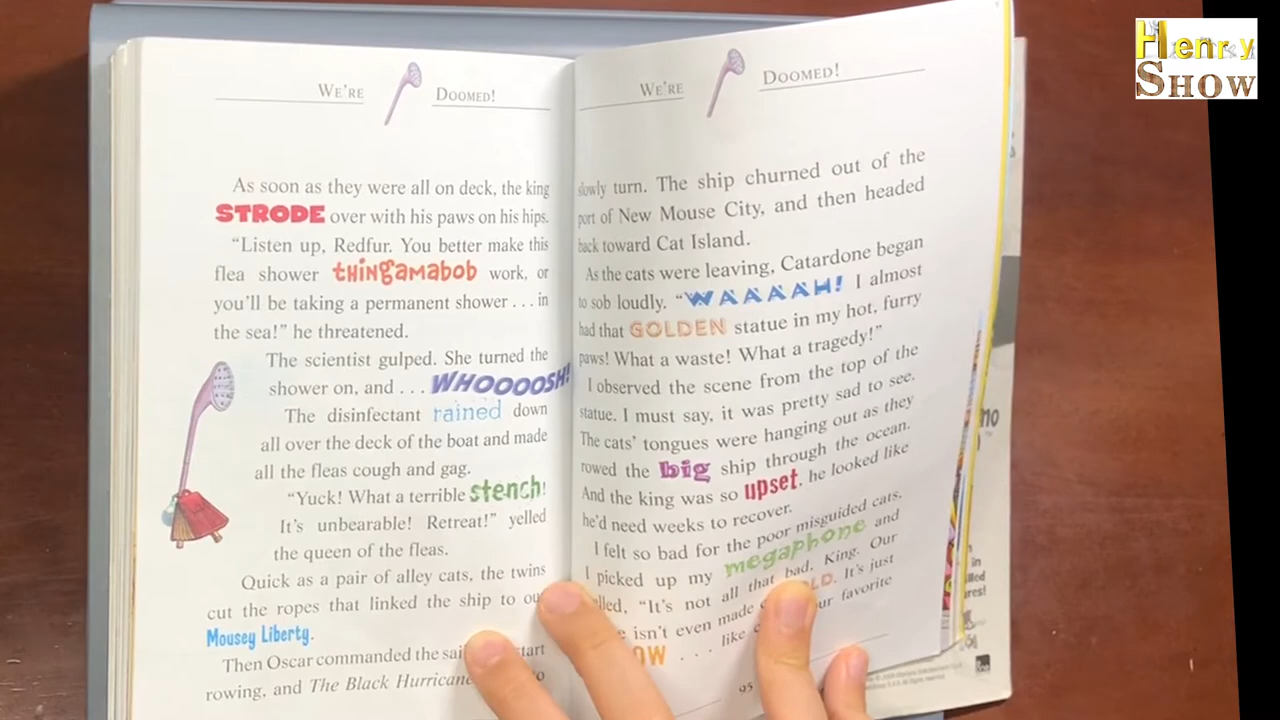 Henry
SHOW
WE'RE DOOMED!
As soon as they were all on deck, the king
STRODE over with his paws on his hips.
"Listen up, Redfur. You better make this
flea shower thingamabob work, or
you'll be taking a permanent shower . . . in
the sea!" he threatened.
The scientist gulped. She turned the
shower on, and . . . WHOOOOSH!
The disinfectant rained down
all over the deck of the boat and made
all the fleas cough and gag.
"Yuck! What a terrible stench!
It's unbearable! Retreat!" yelled
the queen of the fleas.
Quick as a pair of alley cats, the twins
cut the ropes that linked the ship to
Mousey Liberty.
Then Oscar commanded the
rowing, and The Black
WE'RE DOOMED!
slowly turn. The ship churned out of the
port of New Mouse City, and then headed
back toward Cat Island.
As the cats were leaving, Catardone began
to sob loudly. "WAAAAH! I almost
had that GOLDEN statue in my hot, furry
paws! What a waste! What a tragedy!"
I observed the scene from the top of the
statue. I must say, it was pretty sad to see.
The cats' tongues were hanging out as they
rowed the big ship through the ocean.
And the king was so upset, he looked like
he'd need weeks to recover.
I felt so bad for the poor misguided cats,
I picked up my megaphone and
"It's not all that bad, King. Our
isn't even made It's just
. . . like favorite
95